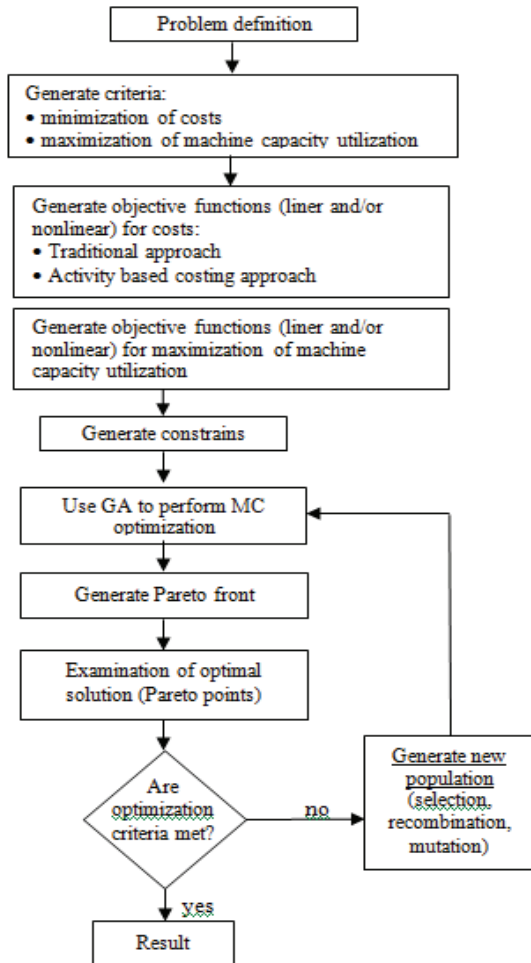 Problem definition
Generate criteria:
• minimization of costs
• maximization of machine capacity utilization
Generate objective functions (liner and/or
nonlinear) for costs:
• Traditional approach
• Activity based costing approach
Generate objective functions (liner and/or
nonlinear) for maximization of machine
capacity utilization
Generate constrains
Use GA to perform MC
optimization
Generate Pareto front
Examination of optimal
solution (Pareto points)
Are
optimization
criteria met?
no
Generate new
population
(selection,
recombination,
mutation)
yes
Result